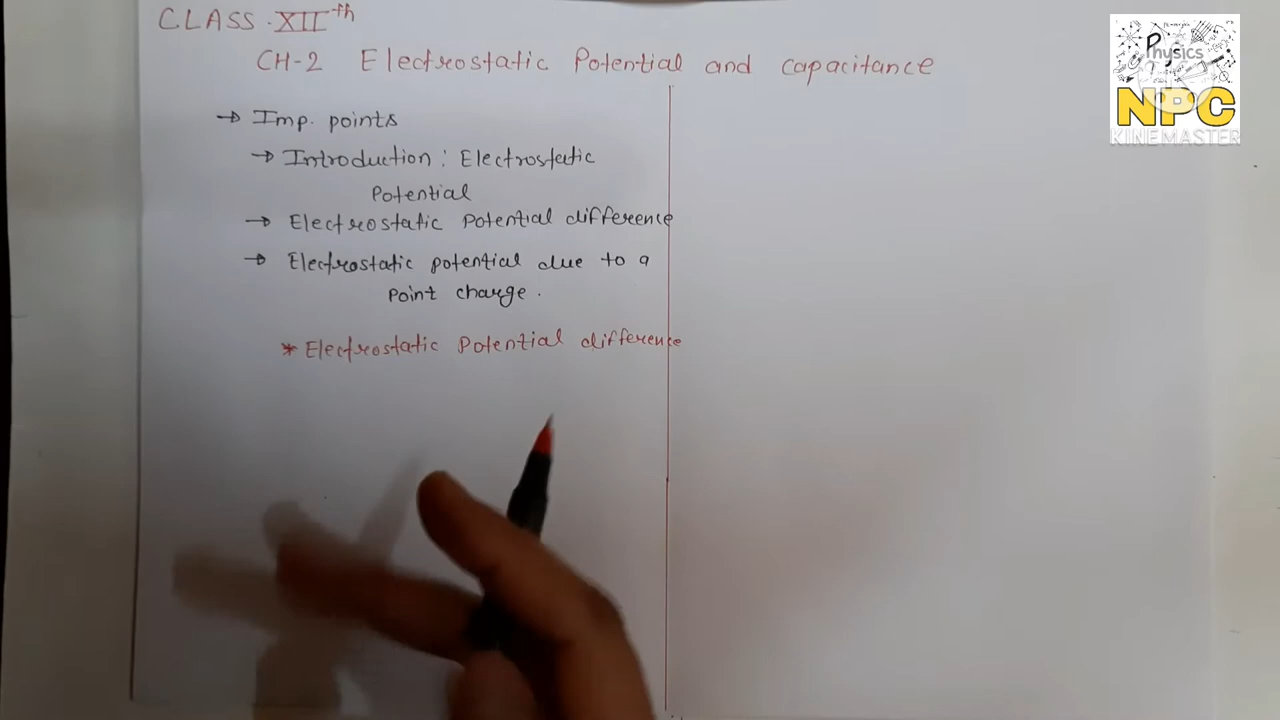 CLASS . XII th
CH-2 Electrostatic Potential and capacitance
→ Imp. points
→ Introduction : Electrostatic
Potential
→ Electrostatic Potential difference
→ Electrostatic potential due to a
Point charge .
* Electrostatic Potential difference
Physics
NPC
KINEMASTER